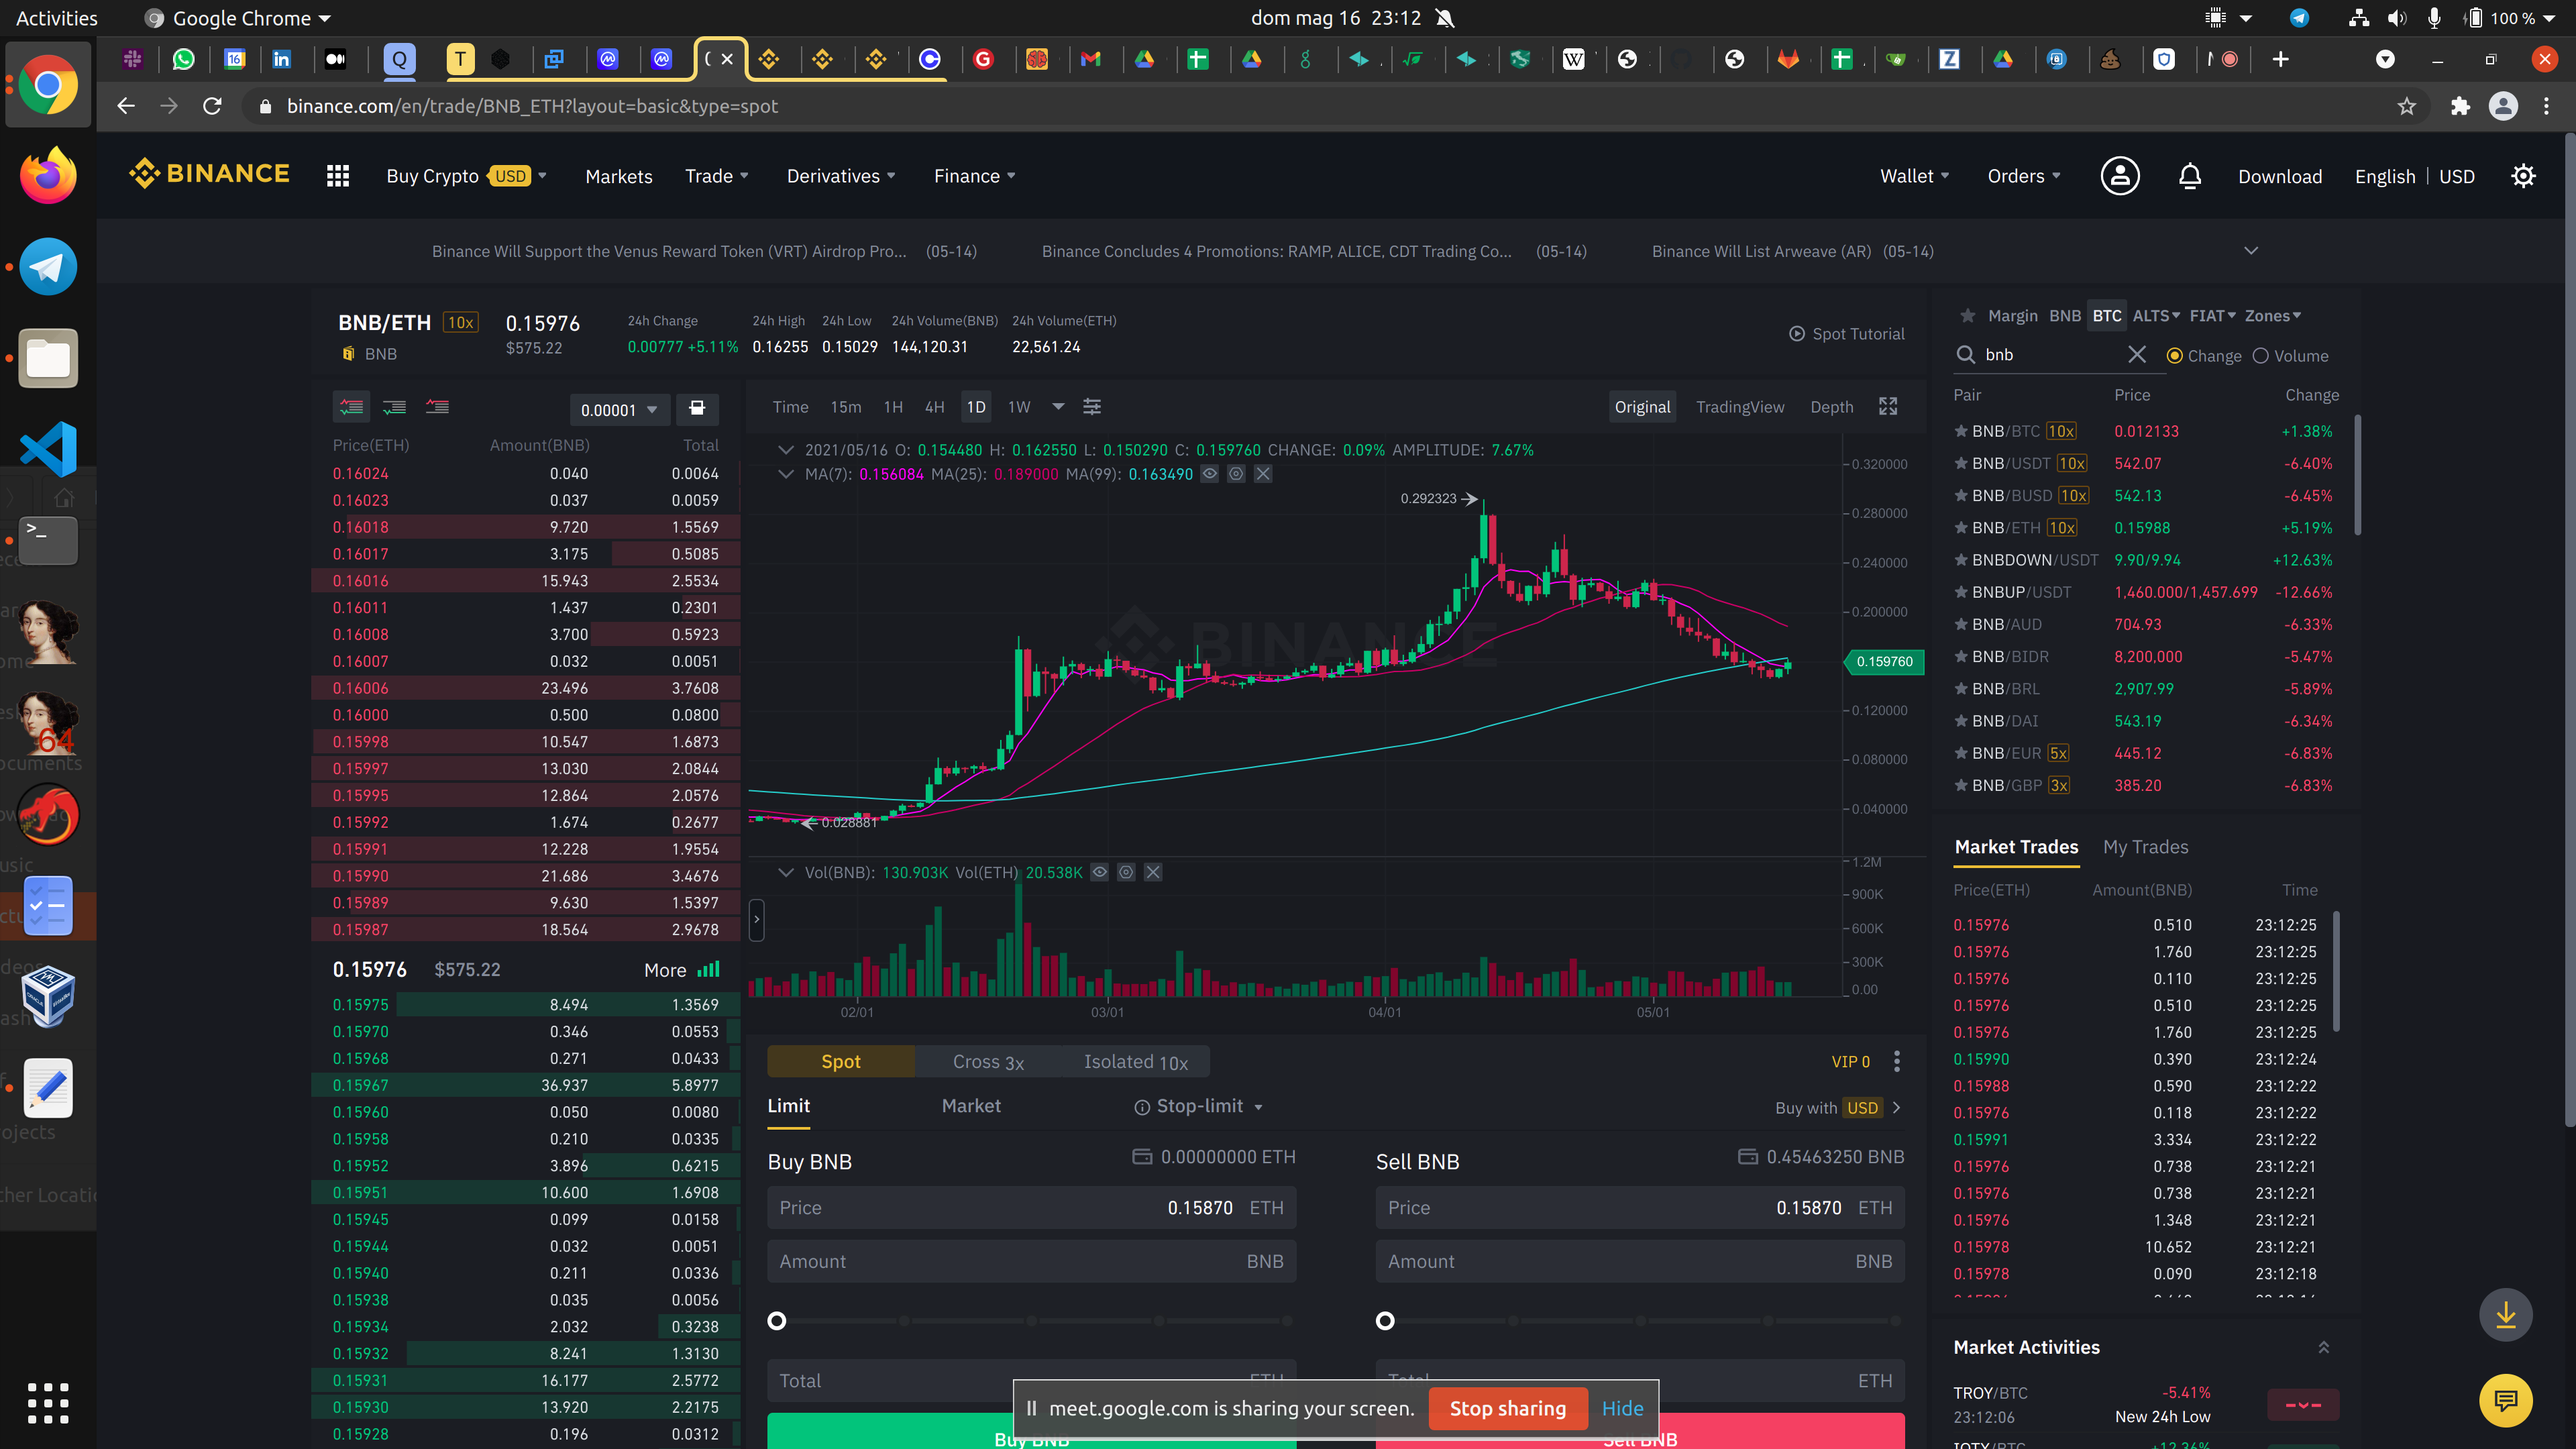 Activities
Google Chrome
dom mag 16 23:12
100 %
binance.com/en/trade/BNB_ETH?layout=basic&type=spot
BINANCE
Buy Crypto USD
Markets
Trade
Derivatives
Finance
Wallet
Orders
Download
English | USD
Binance Will Support the Venus Reward Token (VRT) Airdrop Pro... (05-14)
Binance Concludes 4 Promotions: RAMP, ALICE, CDT Trading Co... (05-14)
Binance Will List Arweave (AR) (05-14)
BNB/ETH 10x
BNB
0.15976
$575.22
24h Change
0.00777 +5.11%
24h High
0.16255
24h Low
0.15029
24h Volume(BNB)
144,120.31
24h Volume(ETH)
22,561.24
Spot Tutorial
0.00001
Price(ETH) Amount(BNB) Total
0.16024 0.040 0.0064
0.16023 0.037 0.0059
0.16018 9.720 1.5569
0.16017 3.175 0.5085
0.16016 15.943 2.5534
0.16011 1.437 0.2301
0.16008 3.700 0.5923
0.16007 0.032 0.0051
0.16006 23.496 3.7608
0.16000 0.500 0.0800
0.15998 10.547 1.6873
0.15997 13.030 2.0844
0.15995 12.864 2.0576
0.15992 1.674 0.2677
0.15991 12.228 1.9554
0.15990 21.686 3.4676
0.15989 9.630 1.5397
0.15987 18.564 2.9678
0.15976 $575.22 More
0.15975 8.494 1.3569
0.15970 0.346 0.0553
0.15968 0.271 0.0433
0.15967 36.937 5.8977
0.15960 0.050 0.0080
0.15958 0.210 0.0335
0.15952 3.896 0.6215
0.15951 10.600 1.6908
0.15945 0.099 0.0158
0.15944 0.032 0.0051
0.15940 0.211 0.0336
0.15938 0.035 0.0056
0.15934 2.032 0.3238
0.15932 8.241 1.3130
0.15931 16.177 2.5772
0.15930 13.920 2.2175
0.15928 0.196 0.0312
Time 15m 1H 4H 1D 1W
Original TradingView Depth
2021/05/16 O: 0.154480 H: 0.162550 L: 0.150290 C: 0.159760 CHANGE: 0.09% AMPLITUDE: 7.67%
MA(7): 0.156084 MA(25): 0.189000 MA(99): 0.163490
0.292323
0.028881
BINANCE
0.320000
0.280000
0.240000
0.200000
0.159760
0.120000
0.080000
0.040000
Vol(BNB): 130.903K Vol(ETH) 20.538K
1.2M
900K
600K
300K
0.00
02/01 03/01 04/01 05/01
Spot Cross 3x Isolated 10x
VIP 0
Limit Market Stop-limit
Buy with USD
Buy BNB 0.00000000 ETH
Price 0.15870 ETH
Amount BNB
Total ETH
Buy BNB
Sell BNB 0.45463250 BNB
Price 0.15870 ETH
Amount BNB
Total ETH
Sell BNB
meet.google.com is sharing your screen. Stop sharing Hide
Margin BNB BTC ALTS FIAT Zones
bnb
Change Volume
Pair Price Change
BNB/BTC 10x 0.012133 +1.38%
BNB/USDT 10x 542.07 -6.40%
BNB/BUSD 10x 542.13 -6.45%
BNB/ETH 10x 0.15988 +5.19%
BNBDOWN/USDT 9.90/9.94 +12.63%
BNBUP/USDT 1,460.000/1,457.699 -12.66%
BNB/AUD 704.93 -6.33%
BNB/BIDR 8,200,000 -5.47%
BNB/BRL 2,907.99 -5.89%
BNB/DAI 543.19 -6.34%
BNB/EUR 5x 445.12 -6.83%
BNB/GBP 3x 385.20 -6.83%
Market Trades My Trades
Price(ETH) Amount(BNB) Time
0.15976 0.510 23:12:25
0.15976 1.760 23:12:25
0.15976 0.110 23:12:25
0.15976 0.510 23:12:25
0.15976 1.760 23:12:25
0.15990 0.390 23:12:24
0.15988 0.590 23:12:22
0.15976 0.118 23:12:22
0.15991 3.334 23:12:22
0.15976 0.738 23:12:21
0.15976 0.738 23:12:21
0.15976 1.348 23:12:21
0.15978 10.652 23:12:21
0.15978 0.090 23:12:18
Market Activities
TROY/BTC -5.41%
23:12:06 New 24h Low
64